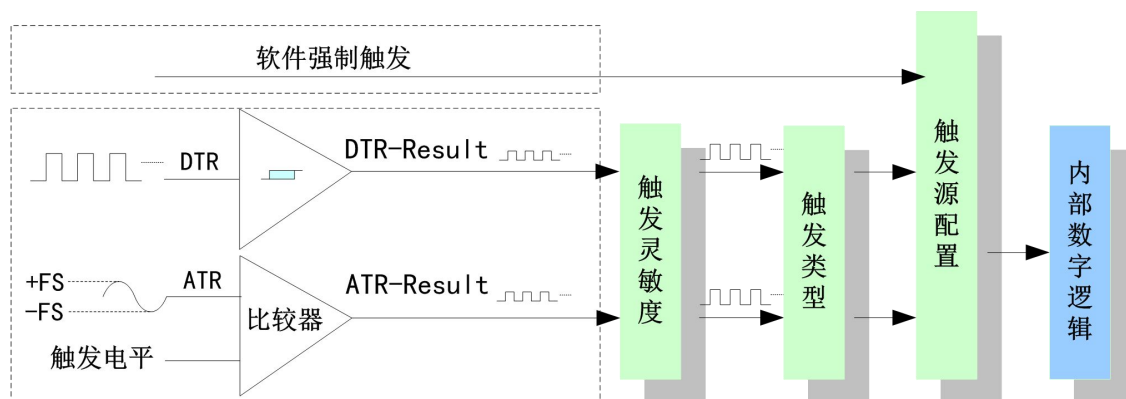 软件强制触发
DTR
DTR-Result
+FS
-FS
ATR
比较器
ATR-Result
触发电平
触发灵敏度
触发类型
触发源配置
内部数字逻辑